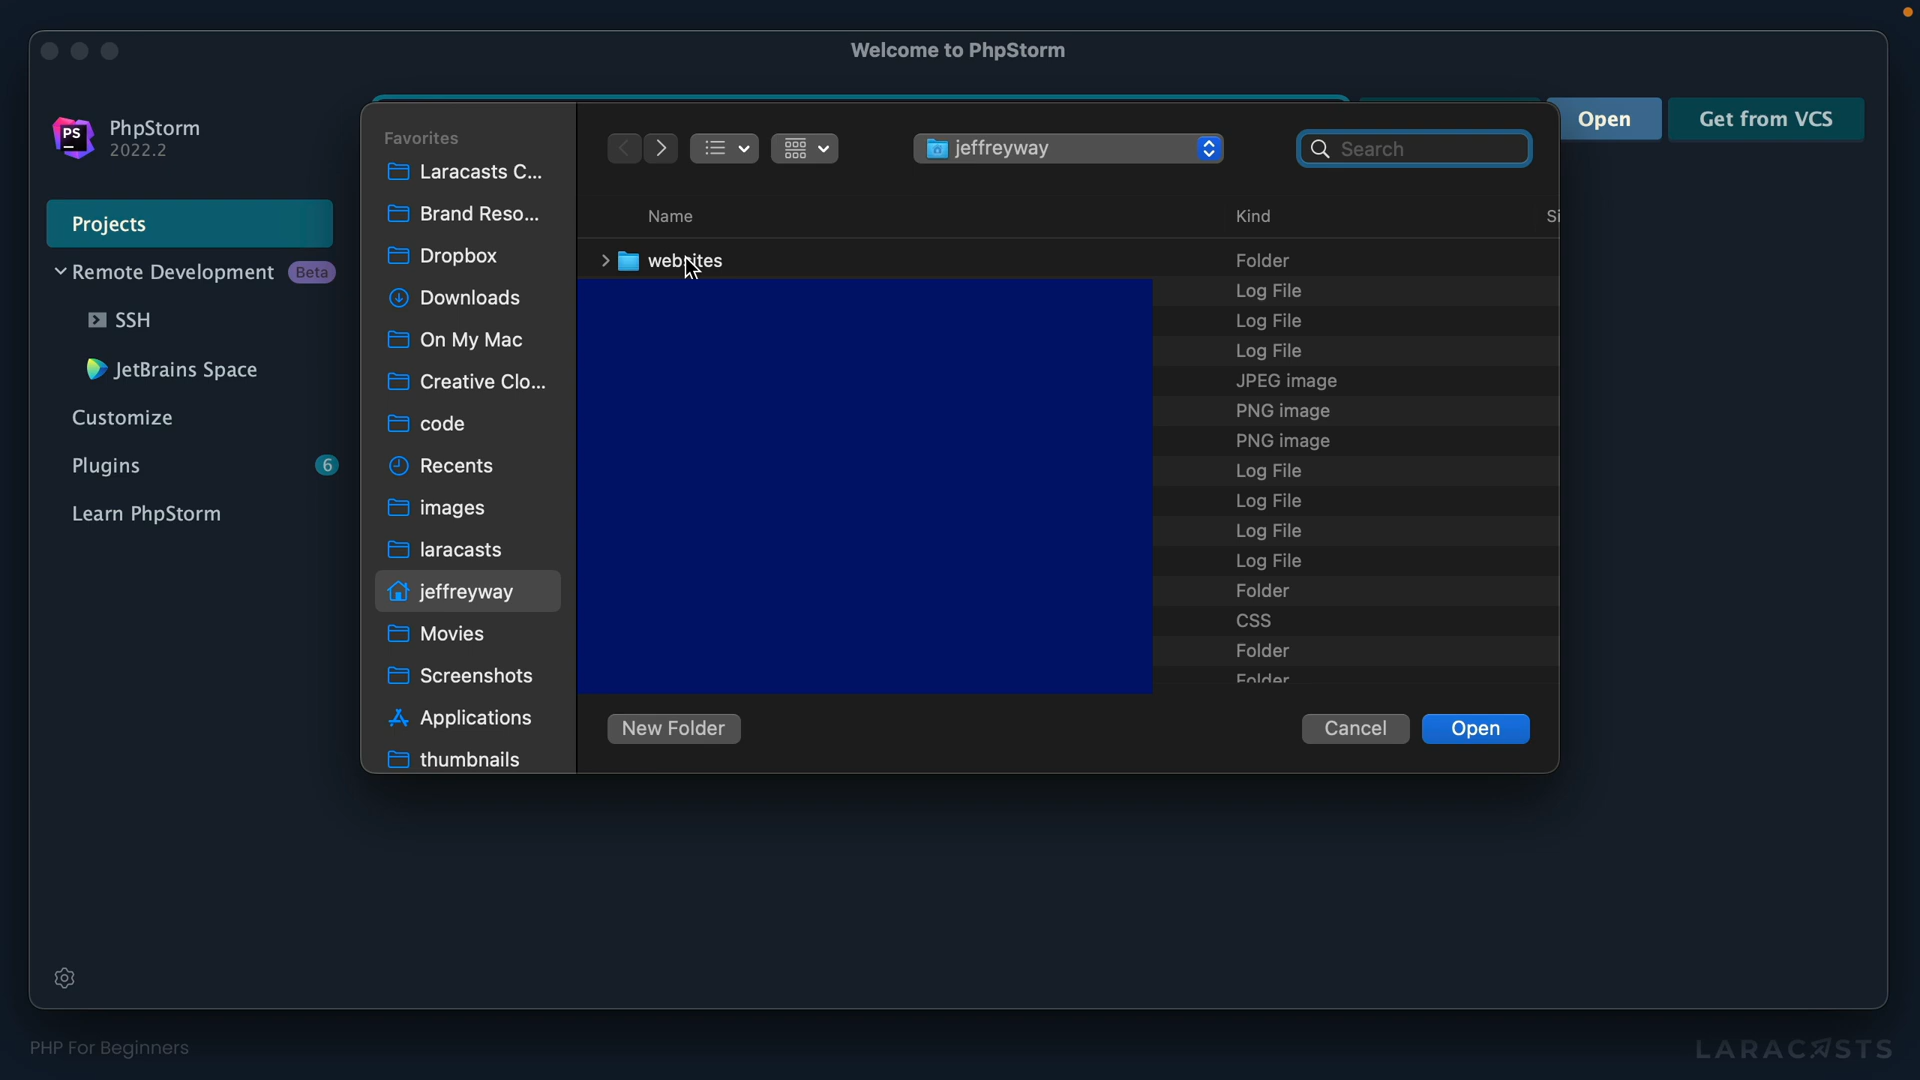 Welcome to PhpStorm
PS
PhpStorm
2022.2
Projects
Remote Development Beta
SSH
JetBrains Space
Customize
Plugins 6
Learn PhpStorm
Open
Get from VCS
Favorites
Laracasts C...
Brand Reso...
Dropbox
Downloads
On My Mac
Creative Clo...
code
Recents
images
laracasts
jeffreyway
Movies
Screenshots
Applications
thumbnails
jeffreyway
Search
Name Kind Si
websites Folder
Log File
Log File
Log File
JPEG image
PNG image
PNG image
Log File
Log File
Log File
Log File
Folder
CSS
Folder
Folder
New Folder
Cancel
Open
PHP For Beginners
LARACASTS